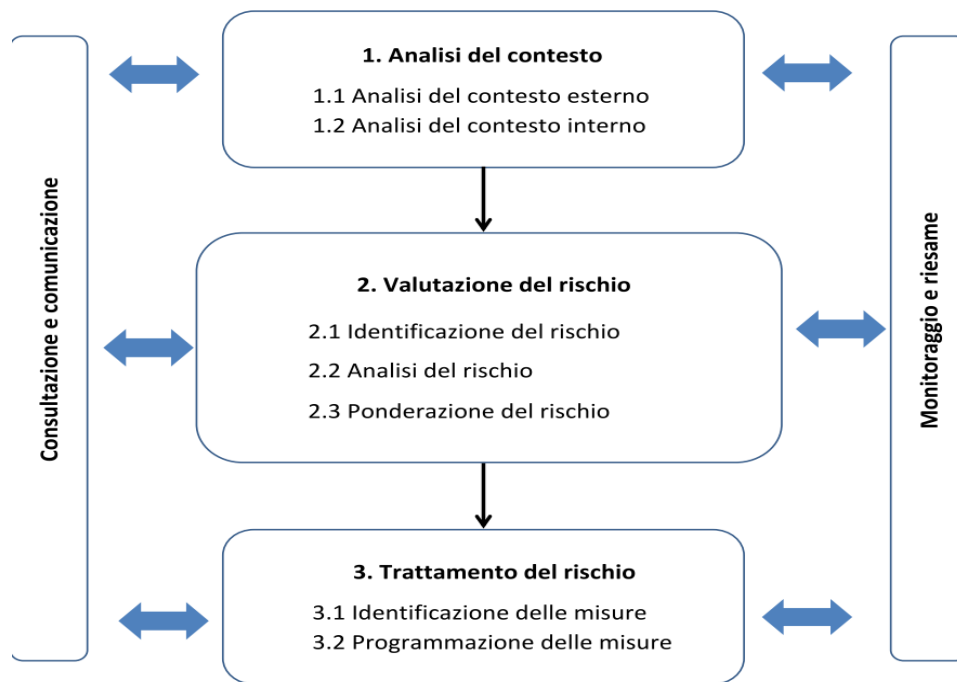 Consultazione e comunicazione
1. Analisi del contesto
1.1 Analisi del contesto esterno
1.2 Analisi del contesto interno
2. Valutazione del rischio
2.1 Identificazione del rischio
2.2 Analisi del rischio
2.3 Ponderazione del rischio
3. Trattamento del rischio
3.1 Identificazione delle misure
3.2 Programmazione delle misure
Monitoraggio e riesame